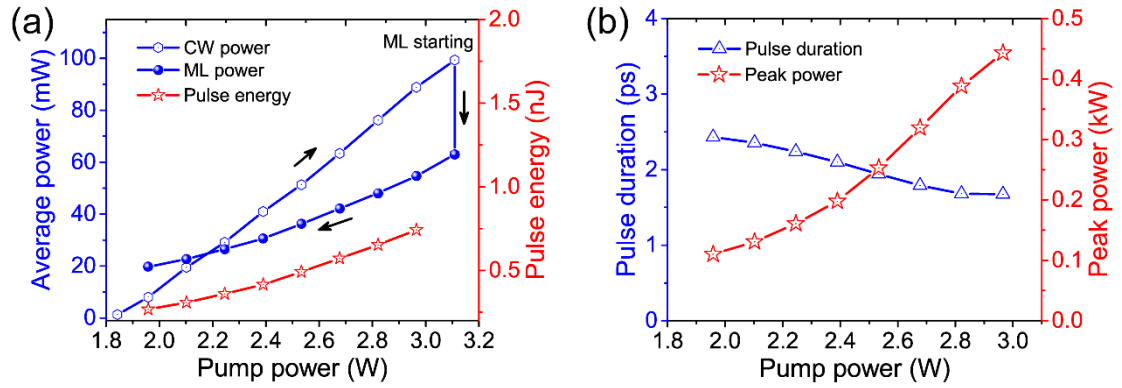 (a)
CW power
ML power
Pulse energy
ML starting
Average power (mW)
100
80
60
40
20
0
Pulse energy (nJ)
2.0
1.75
1.25
0.75
0.25
1.8 2.0 2.2 2.4 2.6 2.8 3.0 3.2
Pump power (W)
(b)
Pulse duration
Peak power
Pulse duration (ps)
4
3
2
1
0
Peak power (kW)
0.5
0.4
0.3
0.2
0.1
0.0
1.8 2.0 2.2 2.4 2.6 2.8 3.0
Pump power (W)